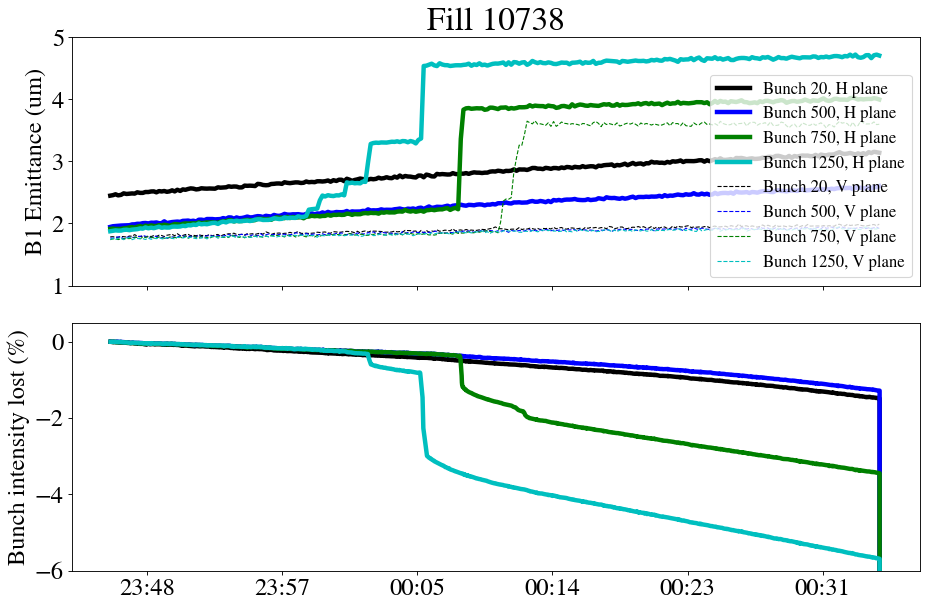 Fill 10738
B1 Emittance (um)
5
4
3
2
1
Bunch 20, H plane
Bunch 500, H plane
Bunch 750, H plane
Bunch 1250, H plane
Bunch 20, V plane
Bunch 500, V plane
Bunch 750, V plane
Bunch 1250, V plane
Bunch intensity lost (%)
0
−2
−4
−6
23:48 23:57 00:05 00:14 00:23 00:31